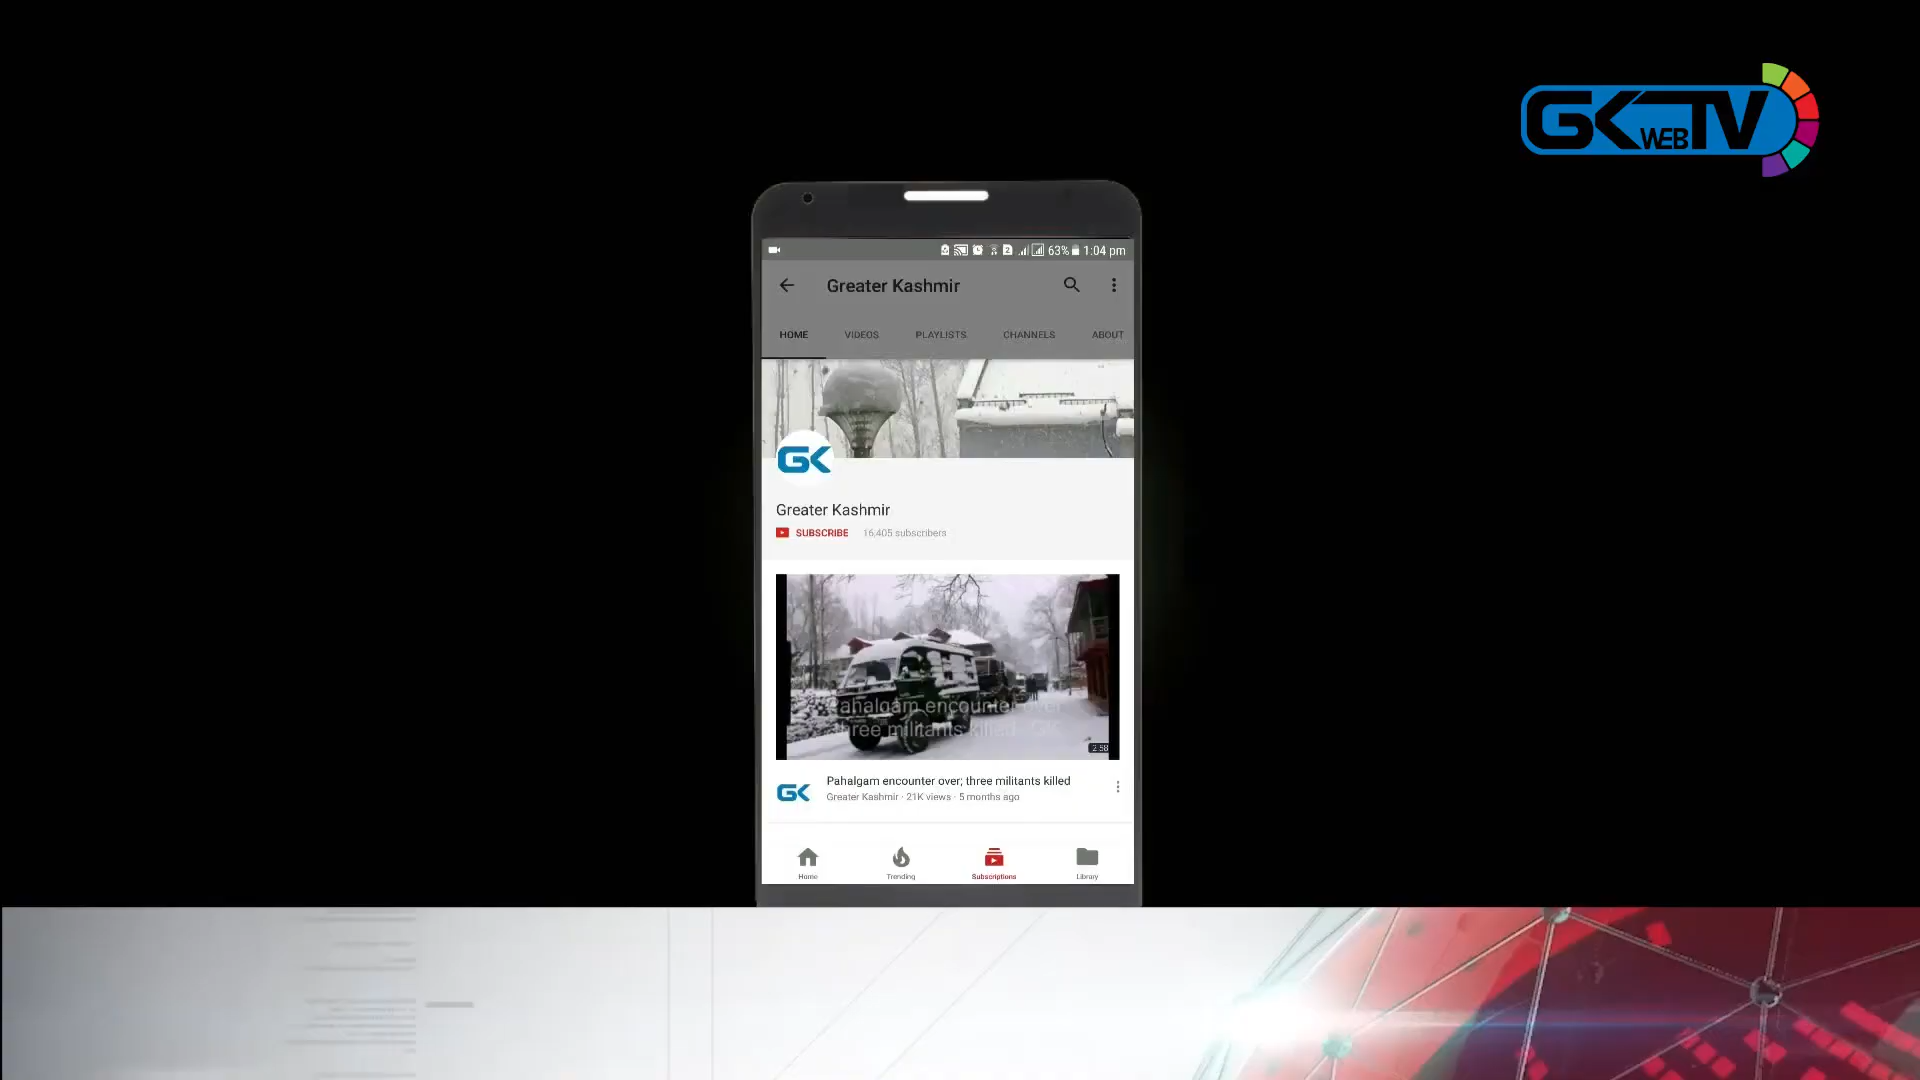 GK WEB TV
63% 1:04 pm
Greater Kashmir
HOME VIDEOS PLAYLISTS CHANNELS ABOUT
GK
Greater Kashmir
SUBSCRIBE 16,405 subscribers
Pahalgam encounter over
three militants killed GK
2:58
GK
Pahalgam encounter over; three militants killed
Greater Kashmir · 21K views · 5 months ago
Home Trending Subscriptions Library